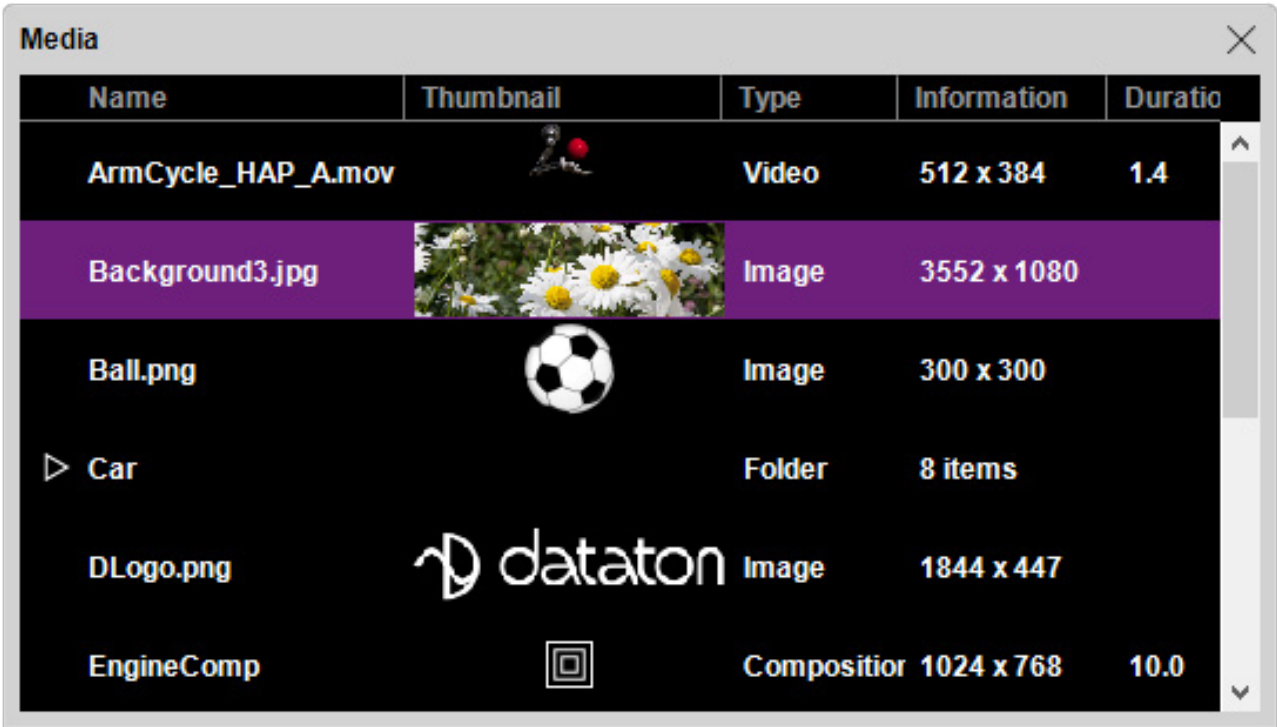 Media
Name Thumbnail Type Information Duratio
ArmCycle_HAP_A.mov Video 512 x 384 1.4
Background3.jpg Image 3552 x 1080
Ball.png Image 300 x 300
Car Folder 8 items
DLogo.png dataton Image 1844 x 447
EngineComp Composition 1024 x 768 10.0